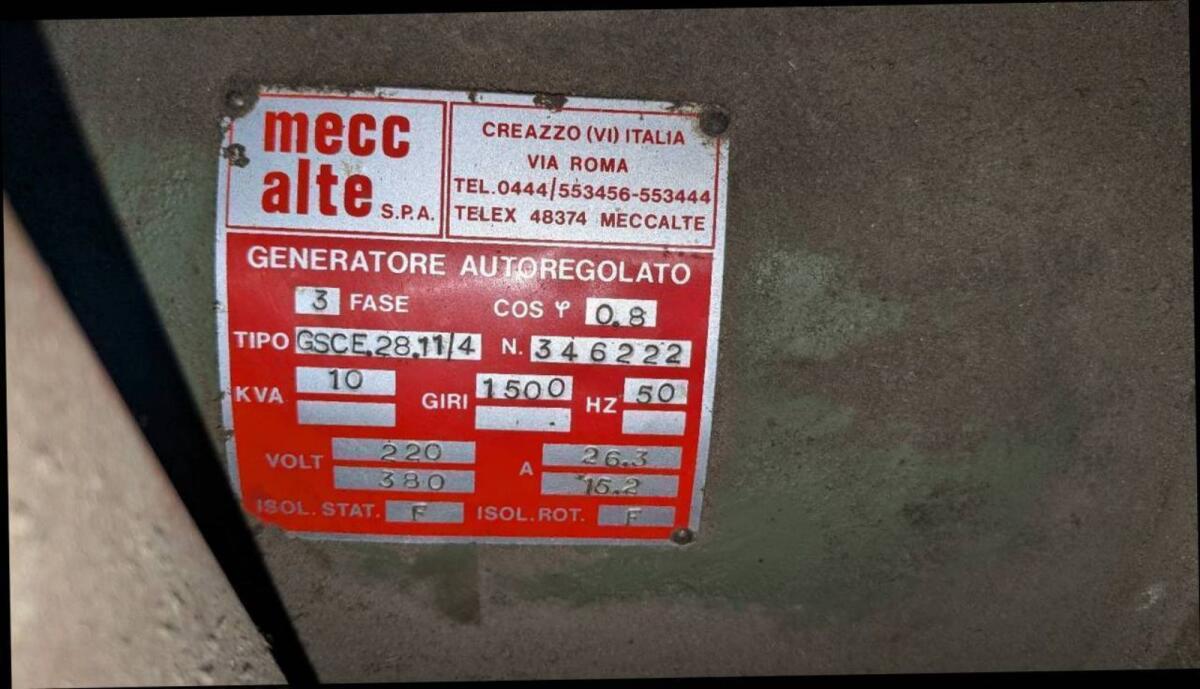 mecc
alte S.P.A.
CREAZZO (VI) ITALIA
VIA ROMA
TEL.0444/553456-553444
TELEX 48374 MECCALTE
GENERATORE AUTOREGOLATO
3 FASE COS φ 0.8
TIPO GSCE.28.11/4 N. 346222
KVA 10 GIRI 1500 HZ 50
VOLT 220 A 26.3
380 15.2
ISOL. STAT. F ISOL. ROT. F